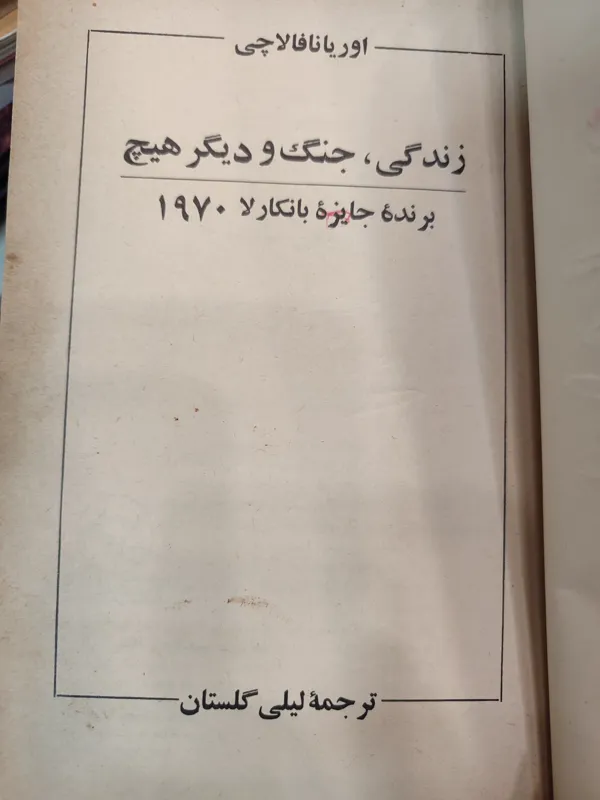 اوریانا فالاچی
زندگی، جنگ و دیگر هیچ
برندهٔ جایزهٔ بانکارلا ۱۹۷۰
ترجمهٔ لیلی گلستان